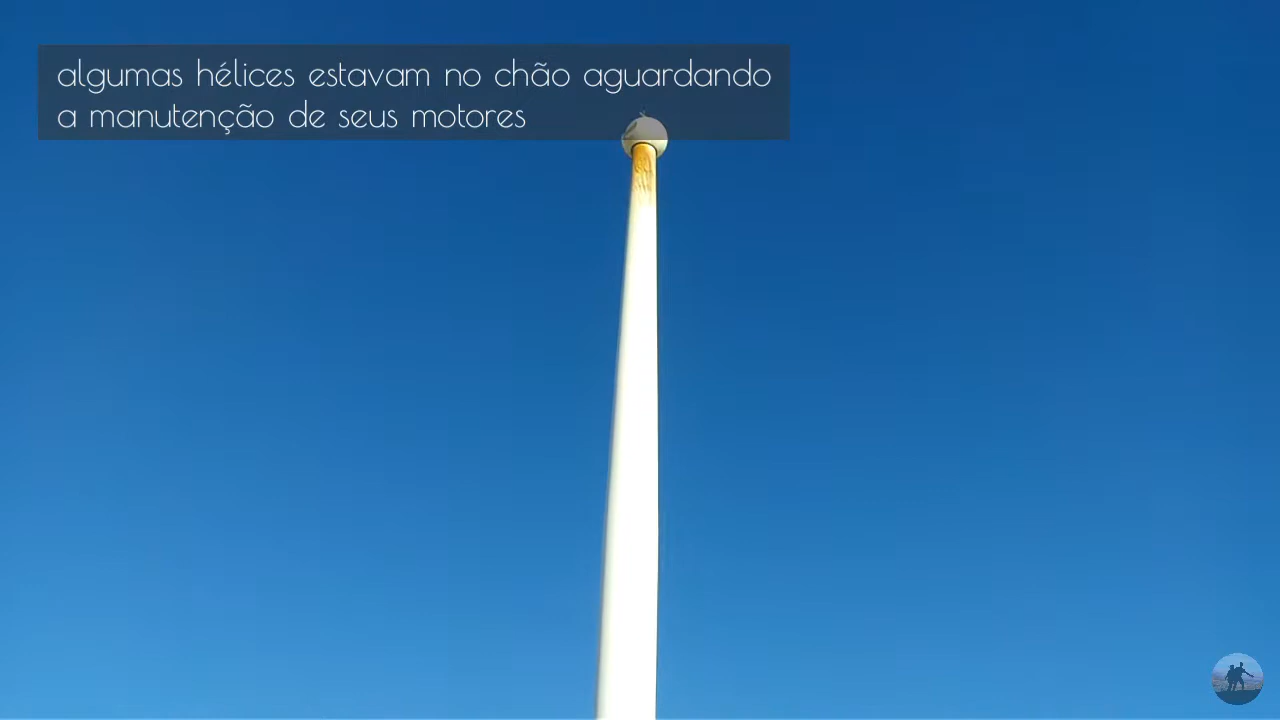 algumas hélices estavam no chão aguardando
a manutenção de seus motores